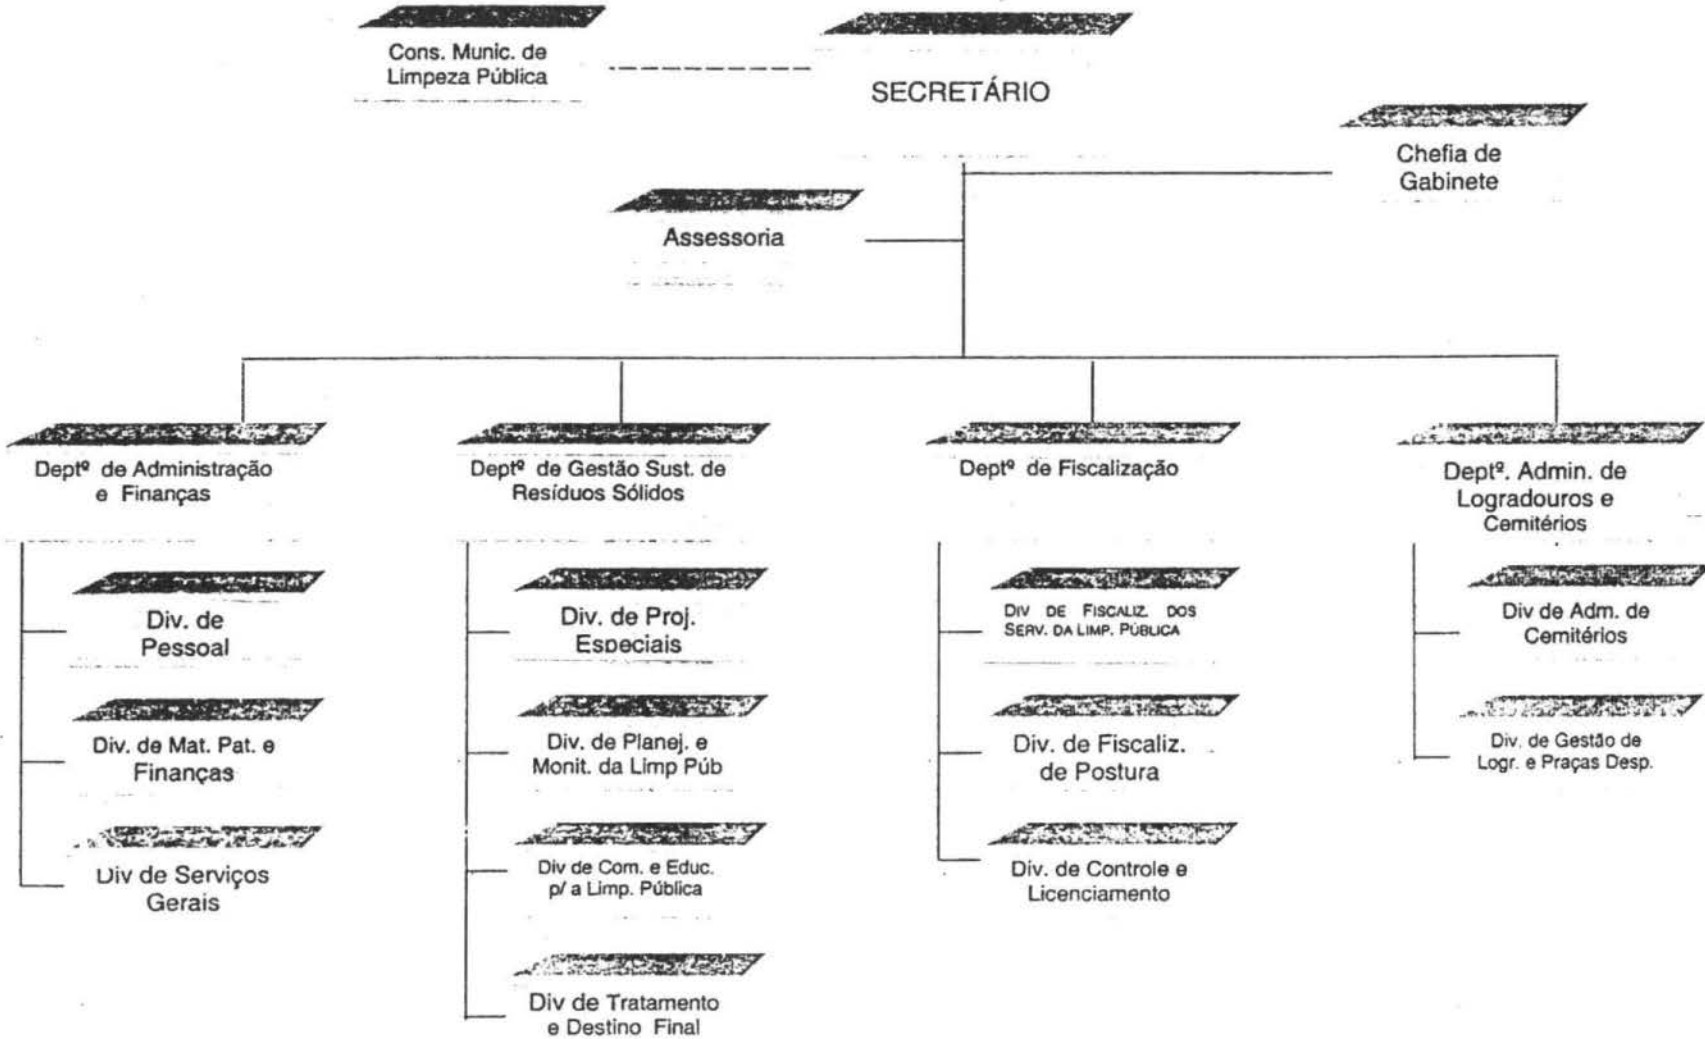 Cons. Munic. de
Limpeza Pública
SECRETÁRIO
Chefia de
Gabinete
Assessoria
Deptº de Administração
e Finanças
Div. de
Pessoal
Div. de Mat. Pat. e
Finanças
Div de Serviços
Gerais
Deptº de Gestão Sust. de
Resíduos Sólidos
Div. de Proj.
Especiais
Div. de Planej. e
Monit. da Limp Púb
Div de Com. e Educ.
p/ a Limp. Pública
Div de Tratamento
e Destino Final
Deptº de Fiscalização
DIV DE FISCALIZ. DOS
SERV. DA LIMP. PÚBLICA
Div. de Fiscaliz.
de Postura
Div. de Controle e
Licenciamento
Deptº. Admin. de
Logradouros e
Cemitérios
Div de Adm. de
Cemitérios
Div. de Gestão de
Logr. e Praças Desp.